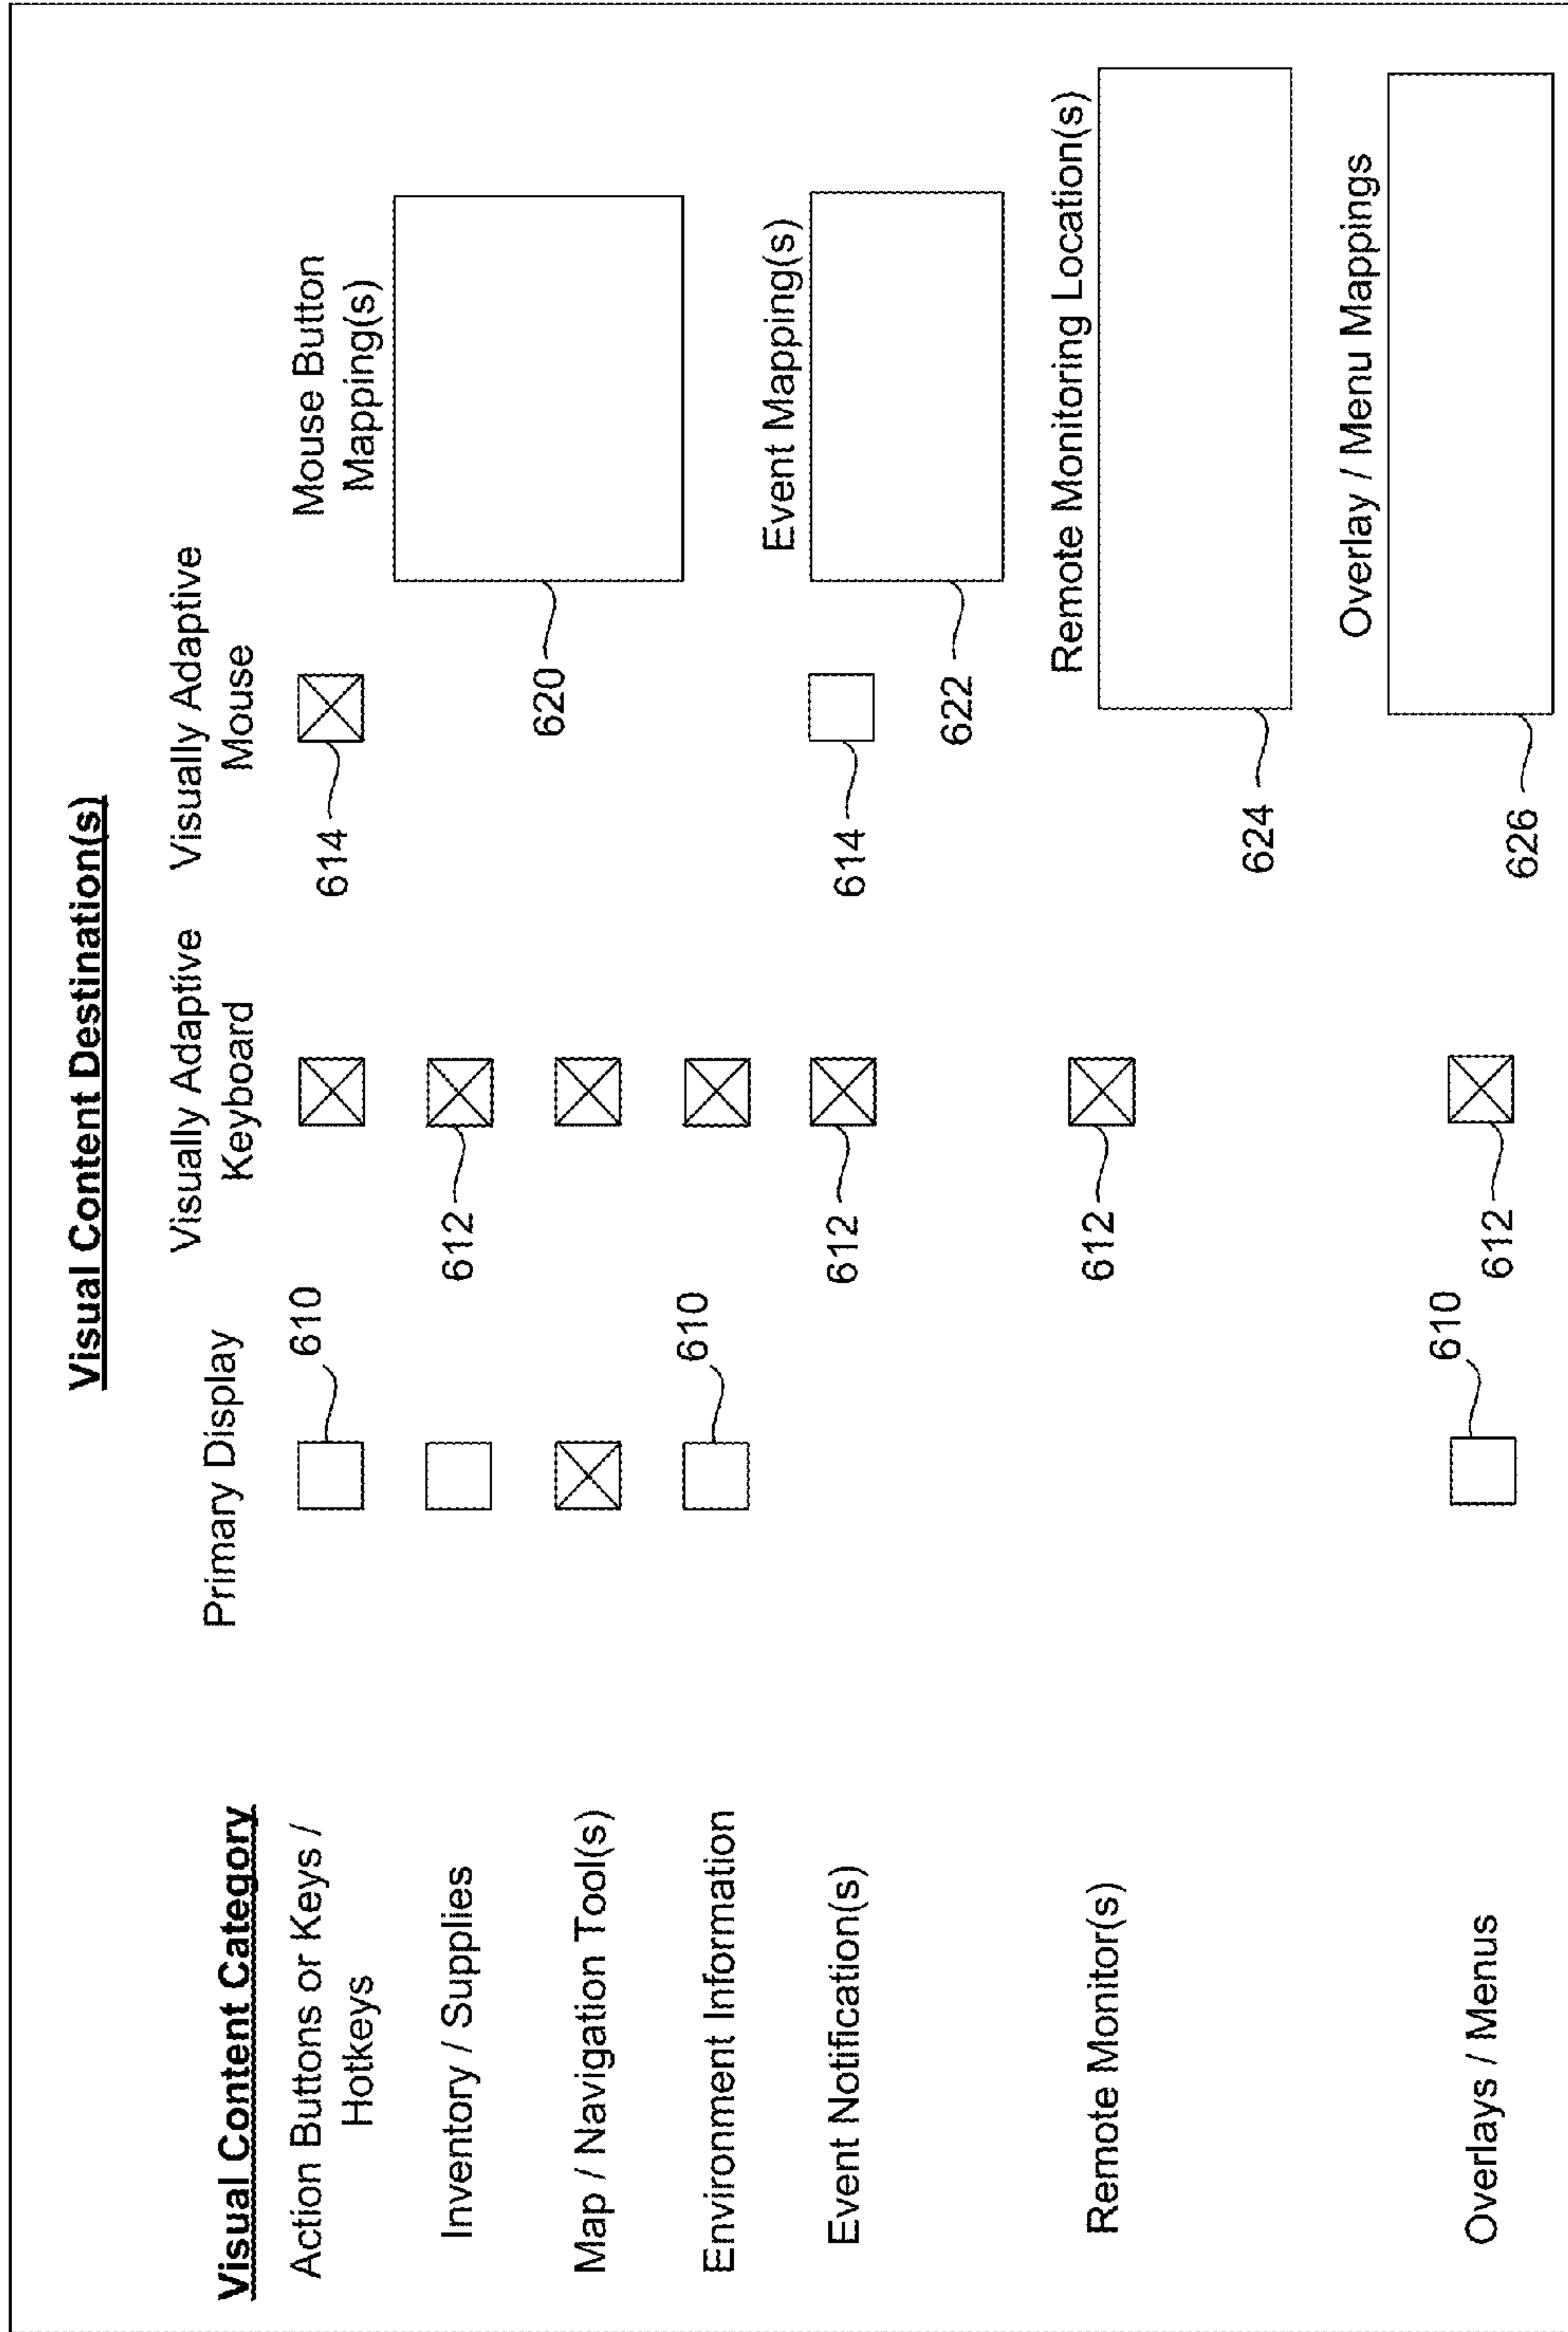 Visual Content Destination(s)
Visual Content Category
Primary Display
Visually Adaptive
Keyboard
Visually Adaptive
Mouse
Action Buttons or Keys /
Hotkeys
610
614
Mouse Button
Mapping(s)
Inventory / Supplies
612
620
Map / Navigation Tool(s)
Environment Information
610
Event Mapping(s)
Event Notification(s)
612
614
622
Remote Monitoring Location(s)
Remote Monitor(s)
612
624
Overlay / Menu Mappings
Overlays / Menus
610
612
626